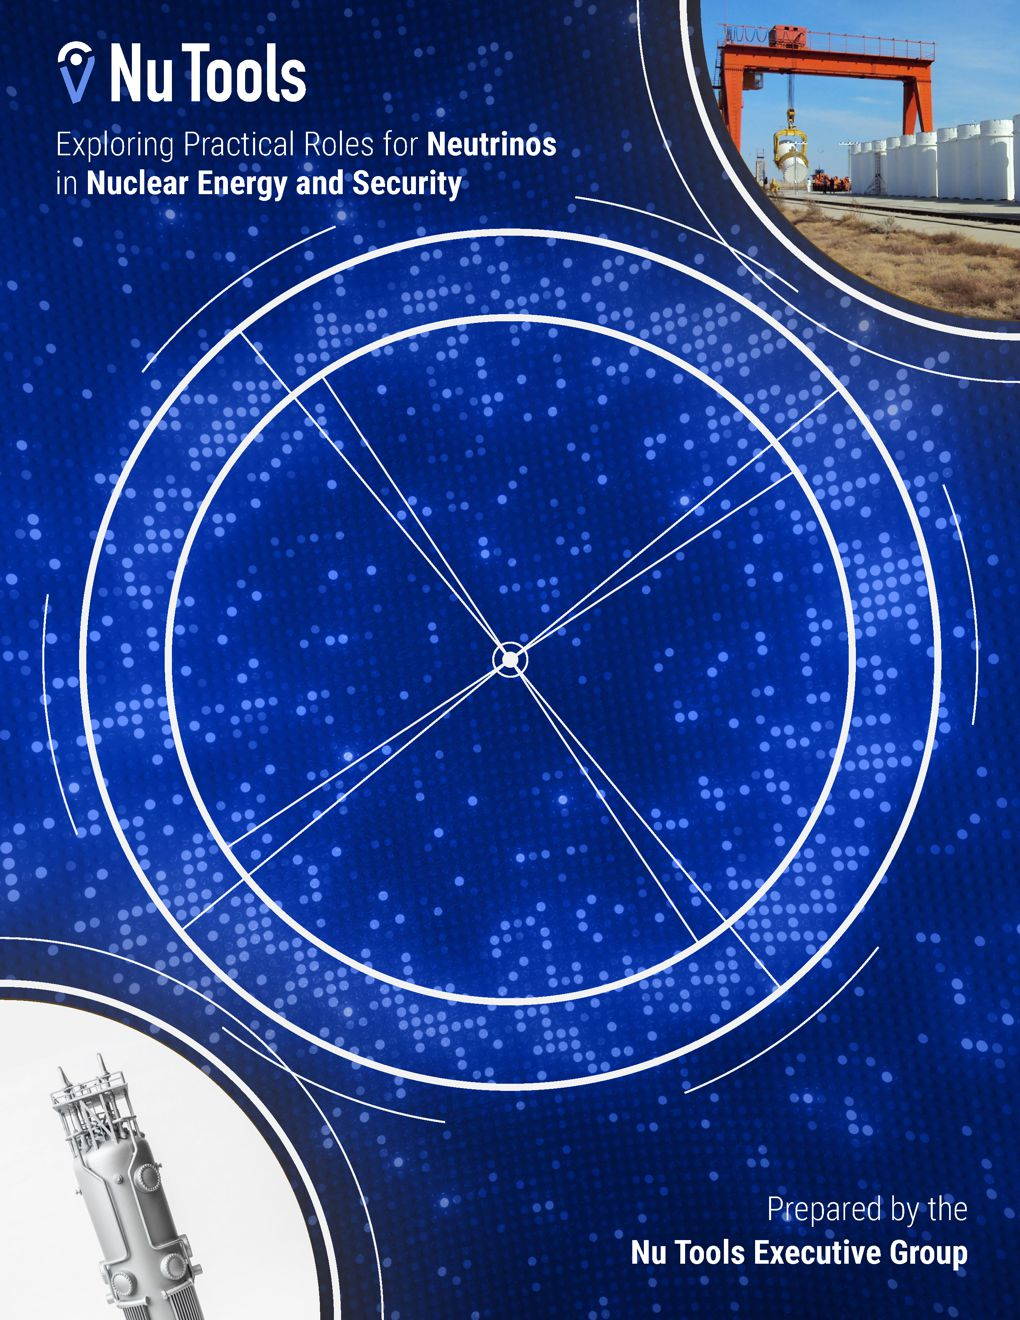 Nu Tools
Exploring Practical Roles for Neutrinos
in Nuclear Energy and Security
Prepared by the
Nu Tools Executive Group